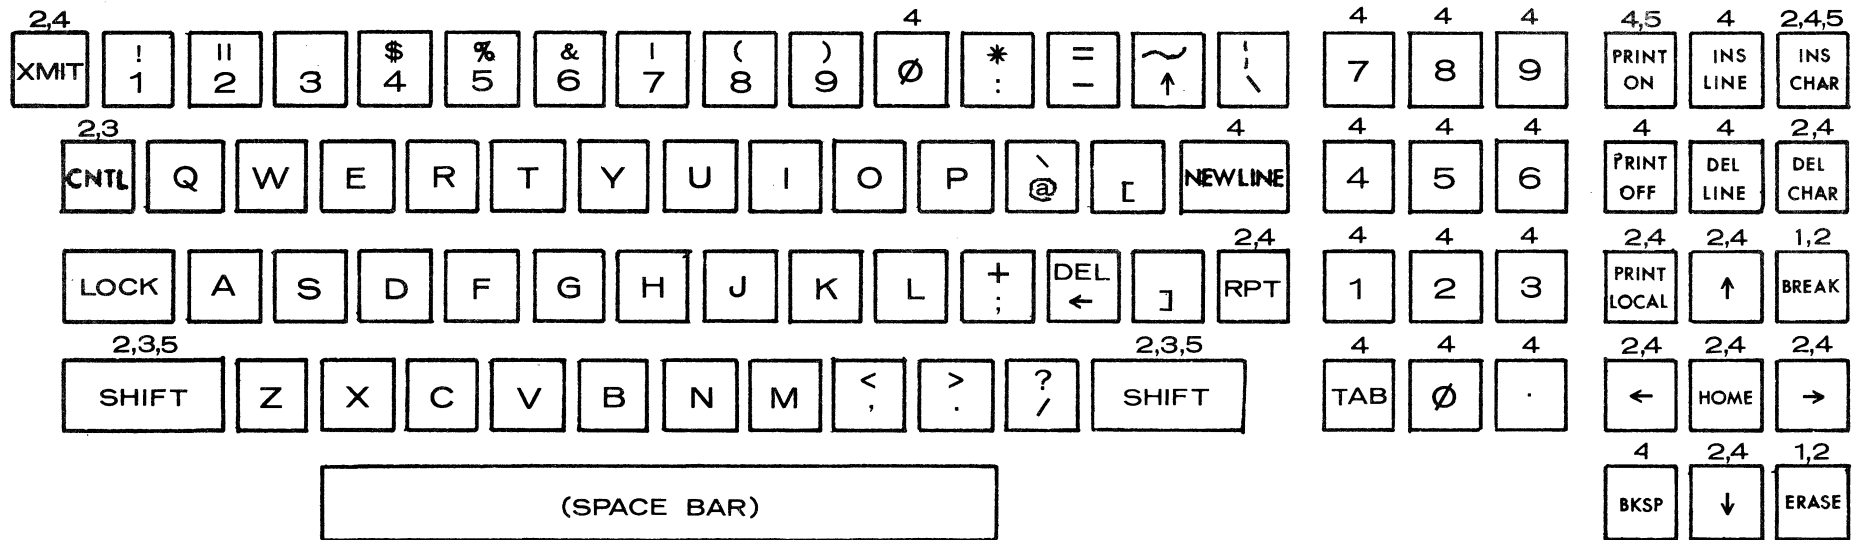 2,4 4 4 4 4 4,5 4 2,4,5
! " $ % & ' ( ) * = ~ ¦ PRINT INS INS
XMIT 1 2 3 4 5 6 7 8 9 Ø : - ↑ \ 7 8 9 ON LINE CHAR
2,3 4 4 4 4 4 4 2,4
\ PRINT DEL DEL
CNTL Q W E R T Y U I O P @ [ NEWLINE 4 5 6 OFF LINE CHAR
2,4 4 4 4 2,4 2,4 1,2
+ DEL PRINT
LOCK A S D F G H J K L ; ← ] RPT 1 2 3 LOCAL ↑ BREAK
2,3,5 2,3,5 4 4 4 2,4 2,4 2,4
< > ?
SHIFT Z X C V B N M , . / SHIFT TAB Ø . ← HOME →
4 2,4 1,2
(SPACE BAR) BKSP ↓ ERASE